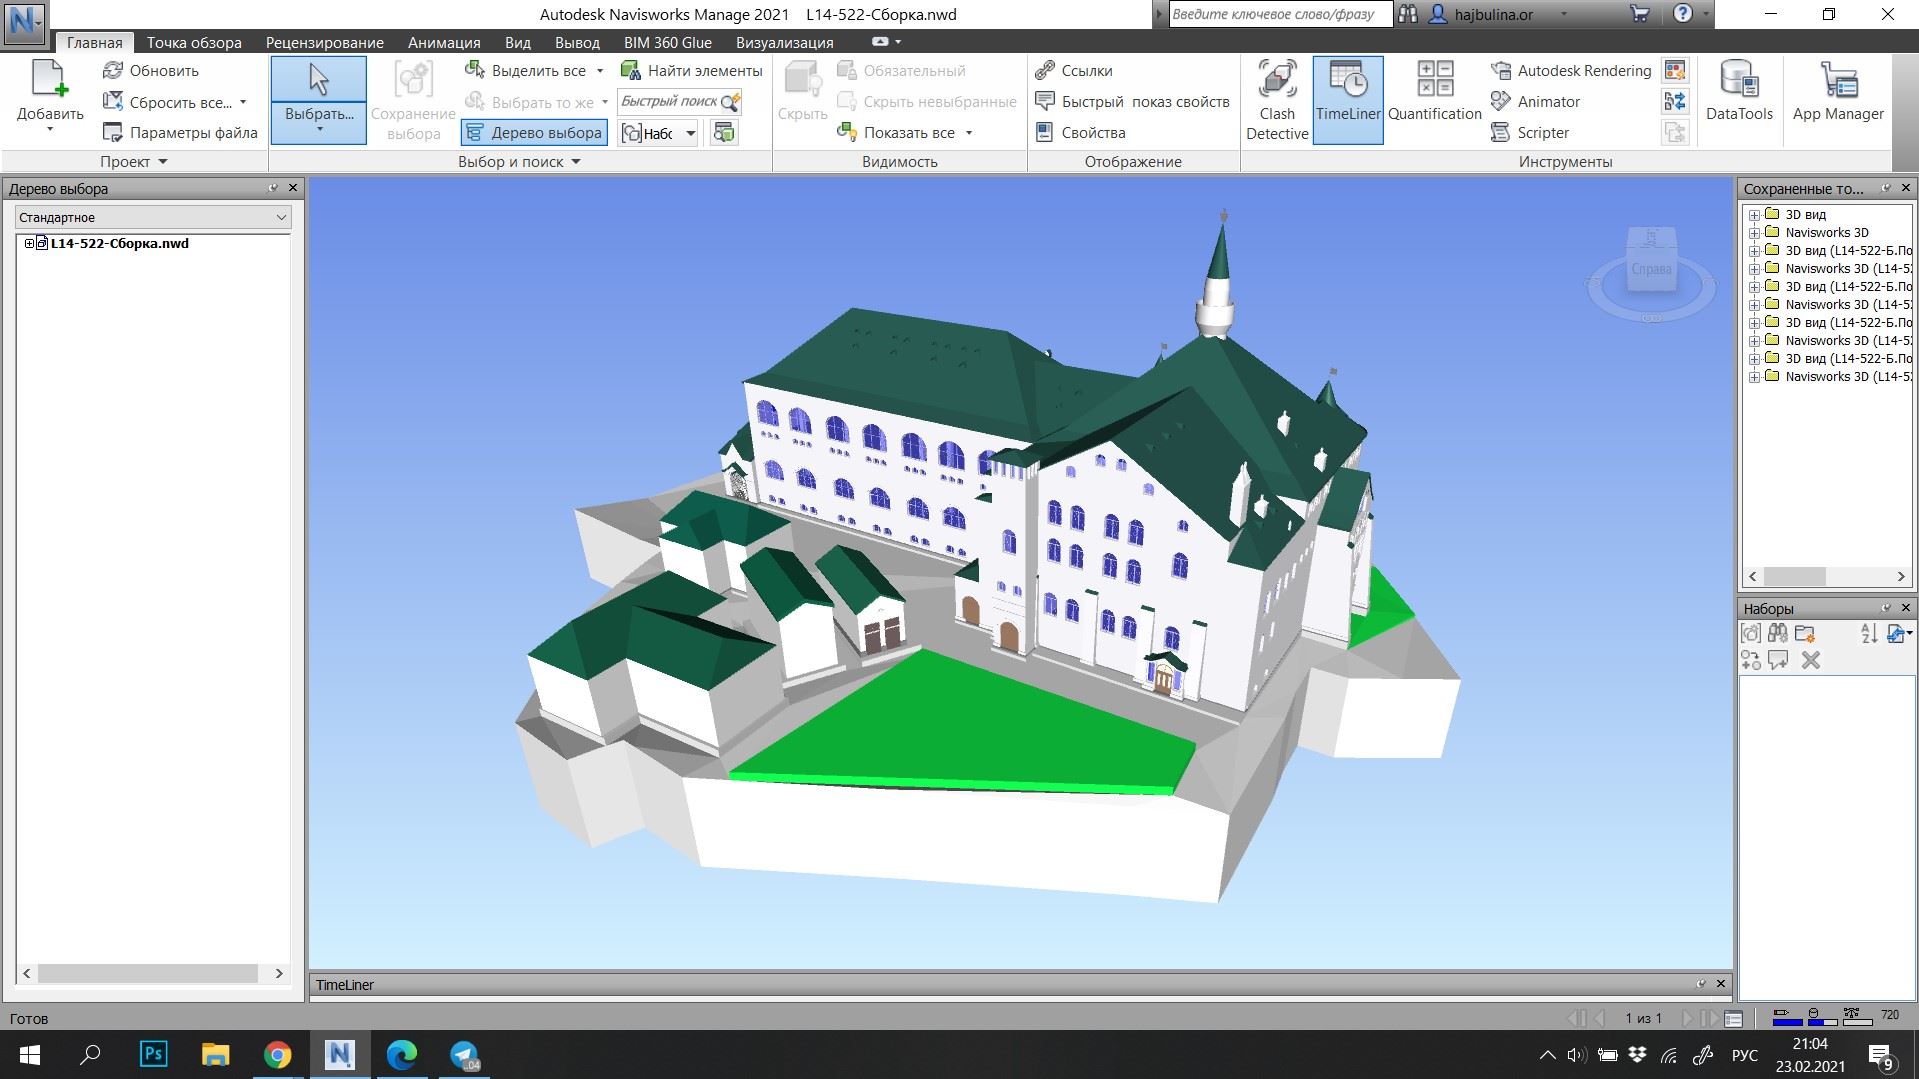 Autodesk Navisworks Manage 2021 L14-522-Сборка.nwd
Введите ключевое слово/фразу
hajbulina.or
Главная Точка обзора Рецензирование Анимация Вид Вывод BIM 360 Glue Визуализация
Добавить
Обновить
Сбросить все...
Параметры файла
Проект
Выбрать...
Сохранение выбора
Выделить все
Выбрать то же
Дерево выбора
Найти элементы
Быстрый поиск
Набс
Выбор и поиск
Скрыть
Обязательный
Скрыть невыбранные
Показать все
Видимость
Ссылки
Быстрый показ свойств
Свойства
Отображение
Clash Detective
TimeLiner
Quantification
Autodesk Rendering
Animator
Scripter
Инструменты
DataTools
App Manager
Дерево выбора
Стандартное
L14-522-Сборка.nwd
Справа
Сохраненные то...
3D вид
Navisworks 3D
3D вид (L14-522-Б.По
Navisworks 3D (L14-52
3D вид (L14-522-Б.По
Navisworks 3D (L14-52
3D вид (L14-522-Б.По
Navisworks 3D (L14-52
3D вид (L14-522-Б.По
Navisworks 3D (L14-52
Наборы
TimeLiner
Готов
1 из 1
720
Ps
04
РУС
21:04
23.02.2021
9